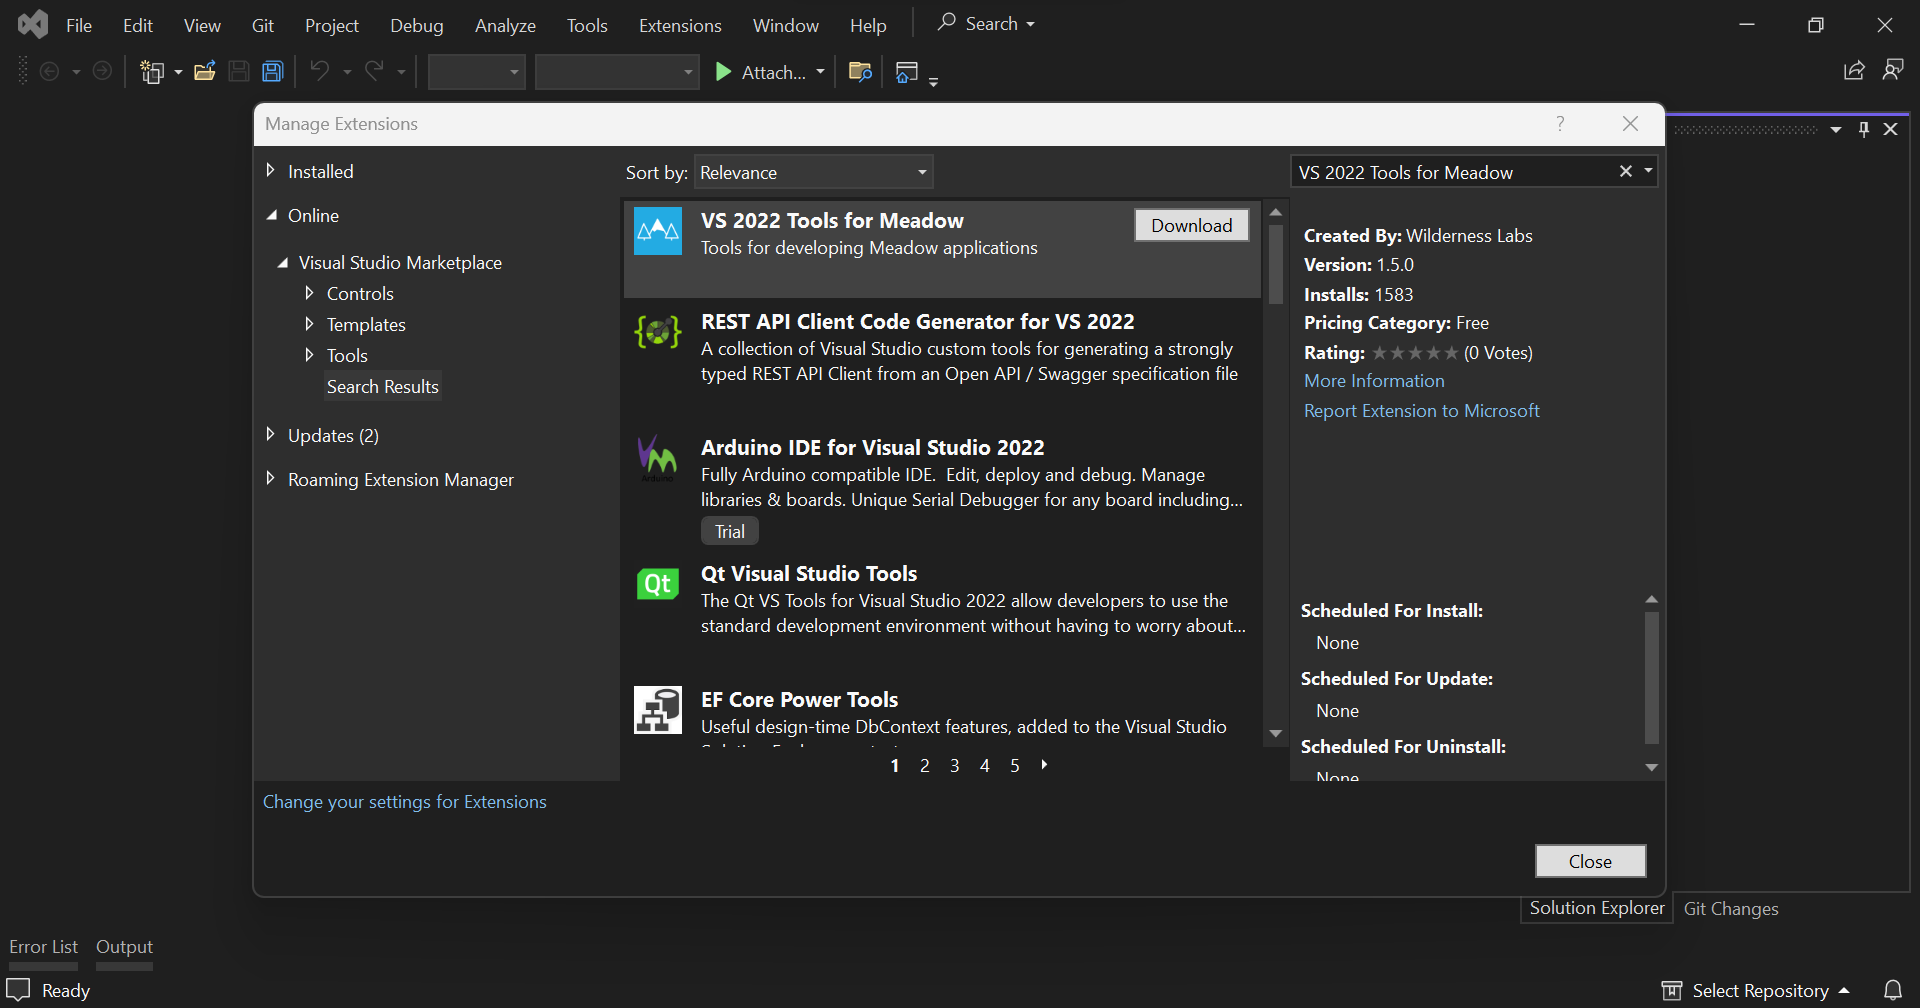 File Edit View Git Project Debug Analyze Tools Extensions Window Help Search
Attach...
Manage Extensions ?
Installed
Online
Visual Studio Marketplace
Controls
Templates
Tools
Search Results
Updates (2)
Roaming Extension Manager
Sort by: Relevance
VS 2022 Tools for Meadow
VS 2022 Tools for Meadow
Download
Tools for developing Meadow applications
REST API Client Code Generator for VS 2022
A collection of Visual Studio custom tools for generating a strongly
typed REST API Client from an Open API / Swagger specification file
Arduino
Arduino IDE for Visual Studio 2022
Fully Arduino compatible IDE.  Edit, deploy and debug. Manage
libraries & boards. Unique Serial Debugger for any board including...
Trial
Qt
Qt Visual Studio Tools
The Qt VS Tools for Visual Studio 2022 allow developers to use the
standard development environment without having to worry about...
EF Core Power Tools
Useful design-time DbContext features, added to the Visual Studio
1 2 3 4 5
Created By: Wilderness Labs
Version: 1.5.0
Installs: 1583
Pricing Category: Free
Rating: ★★★★★ (0 Votes)
More Information
Report Extension to Microsoft
Scheduled For Install:
None
Scheduled For Update:
None
Scheduled For Uninstall:
None
Change your settings for Extensions
Close
Solution Explorer Git Changes
Error List Output
Ready
Select Repository